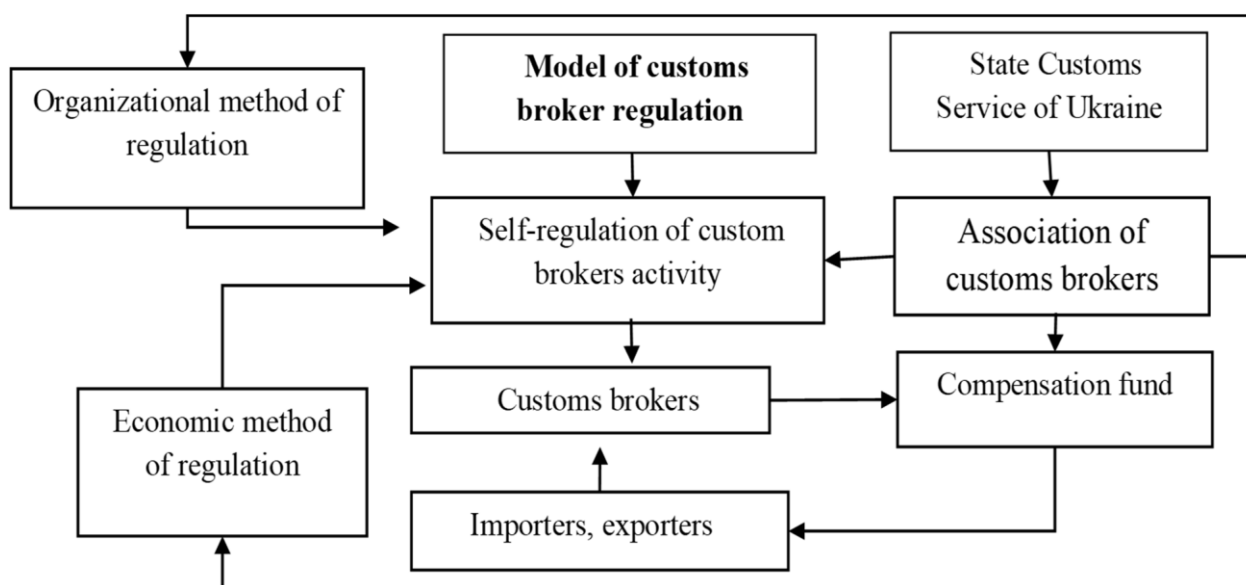 Organizational method of
regulation
Model of customs
broker regulation
State Customs
Service of Ukraine
Self-regulation of custom
brokers activity
Association of
customs brokers
Economic method
of regulation
Customs brokers
Compensation fund
Importers, exporters